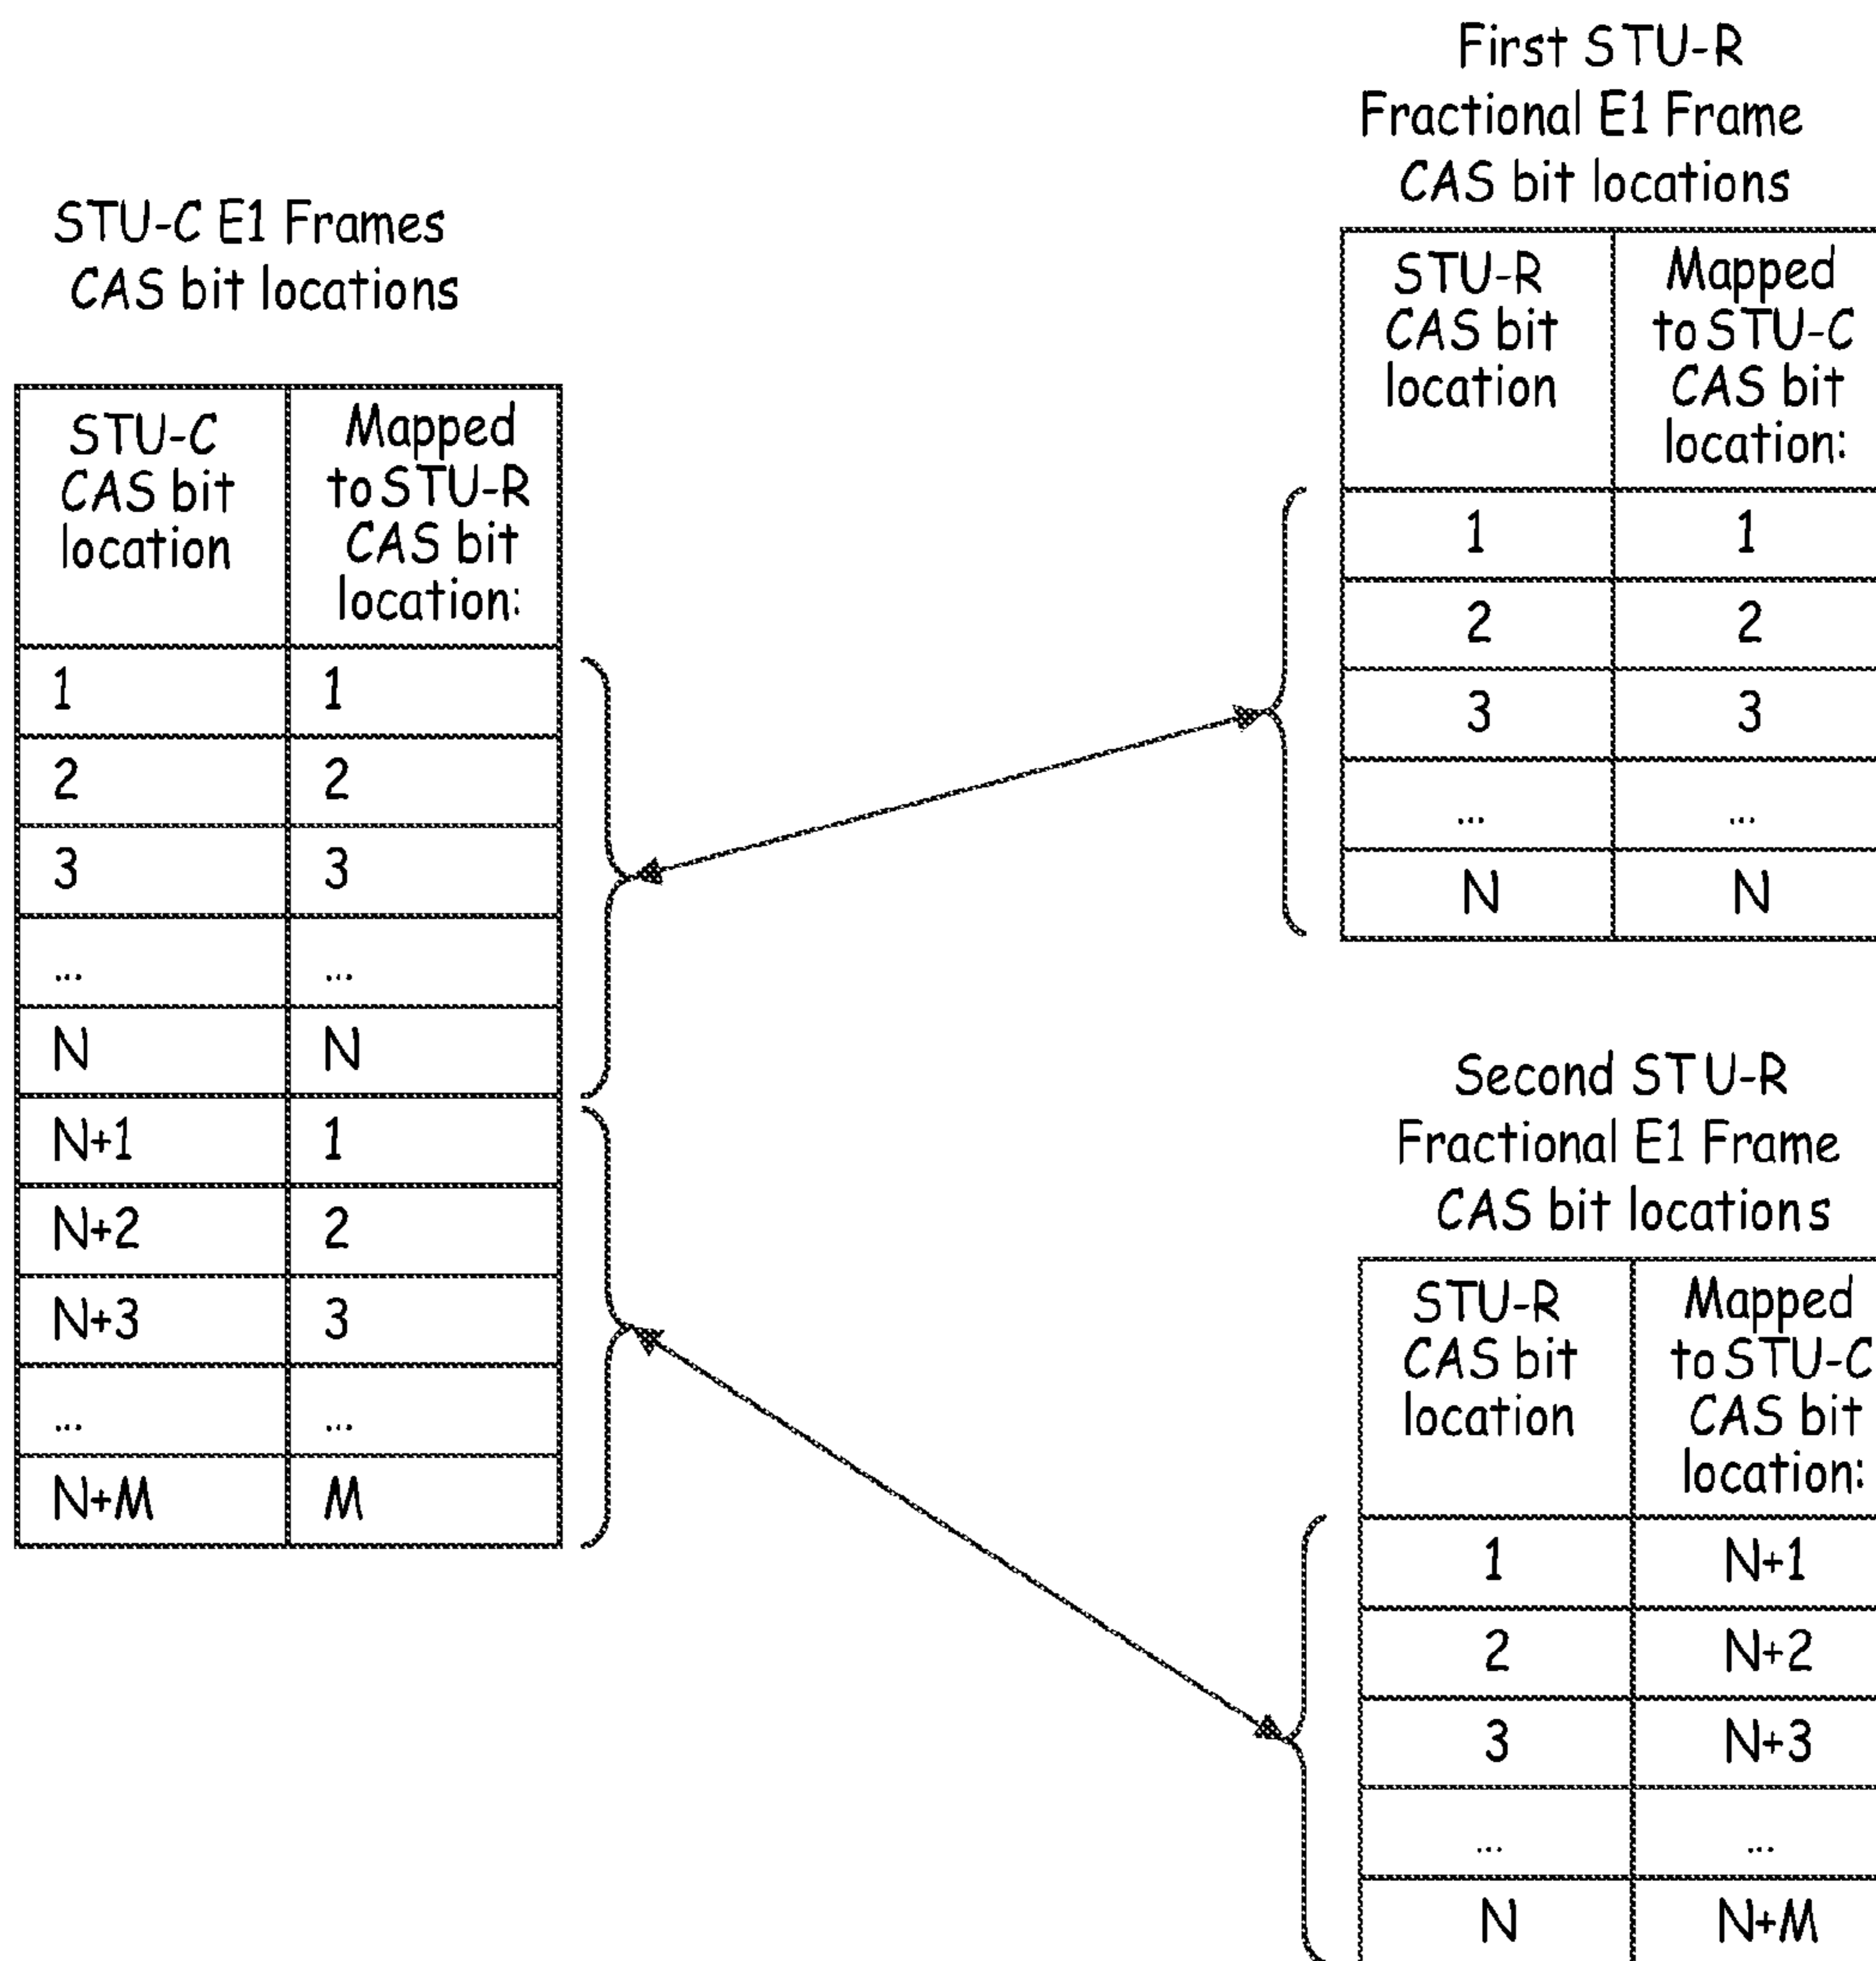 STU-C E1 Frames
CAS bit locations
STU-C
CAS bit
location
Mapped
to STU-R
CAS bit
location:
1 1
2 2
3 3
... ...
N N
N+1 1
N+2 2
N+3 3
... ...
N+M M
First STU-R
Fractional E1 Frame
CAS bit locations
STU-R
CAS bit
location
Mapped
to STU-C
CAS bit
location:
1 1
2 2
3 3
... ...
N N
Second STU-R
Fractional E1 Frame
CAS bit locations
STU-R
CAS bit
location
Mapped
to STU-C
CAS bit
location:
1 N+1
2 N+2
3 N+3
... ...
N N+M